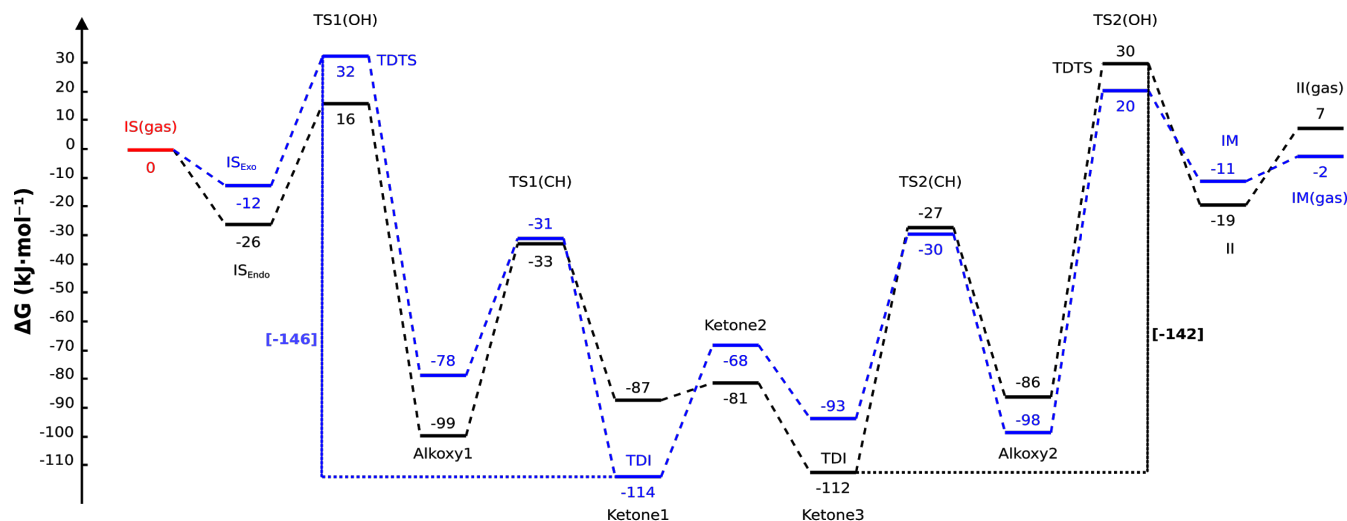 TS1(OH)
TS2(OH)
30
TDTS
32
TDTS
20
II(gas)
30
20
10
16
7
IS(gas)
0
0
IS_Exo
IM
-10
-12
TS1(CH)
TS2(CH)
-11
-2
-20
-26
-31
-27
-19
IM(gas)
-30
IS_Endo
-33
-30
II
-40
-50
-60
[-146]
Ketone2
[-142]
-70
-78
-68
-80
-87
-81
-86
-90
-99
-93
-98
-100
Alkoxy1
TDI
TDI
Alkoxy2
-110
-114
-112
Ketone1
Ketone3
ΔG (kJ·mol⁻¹)